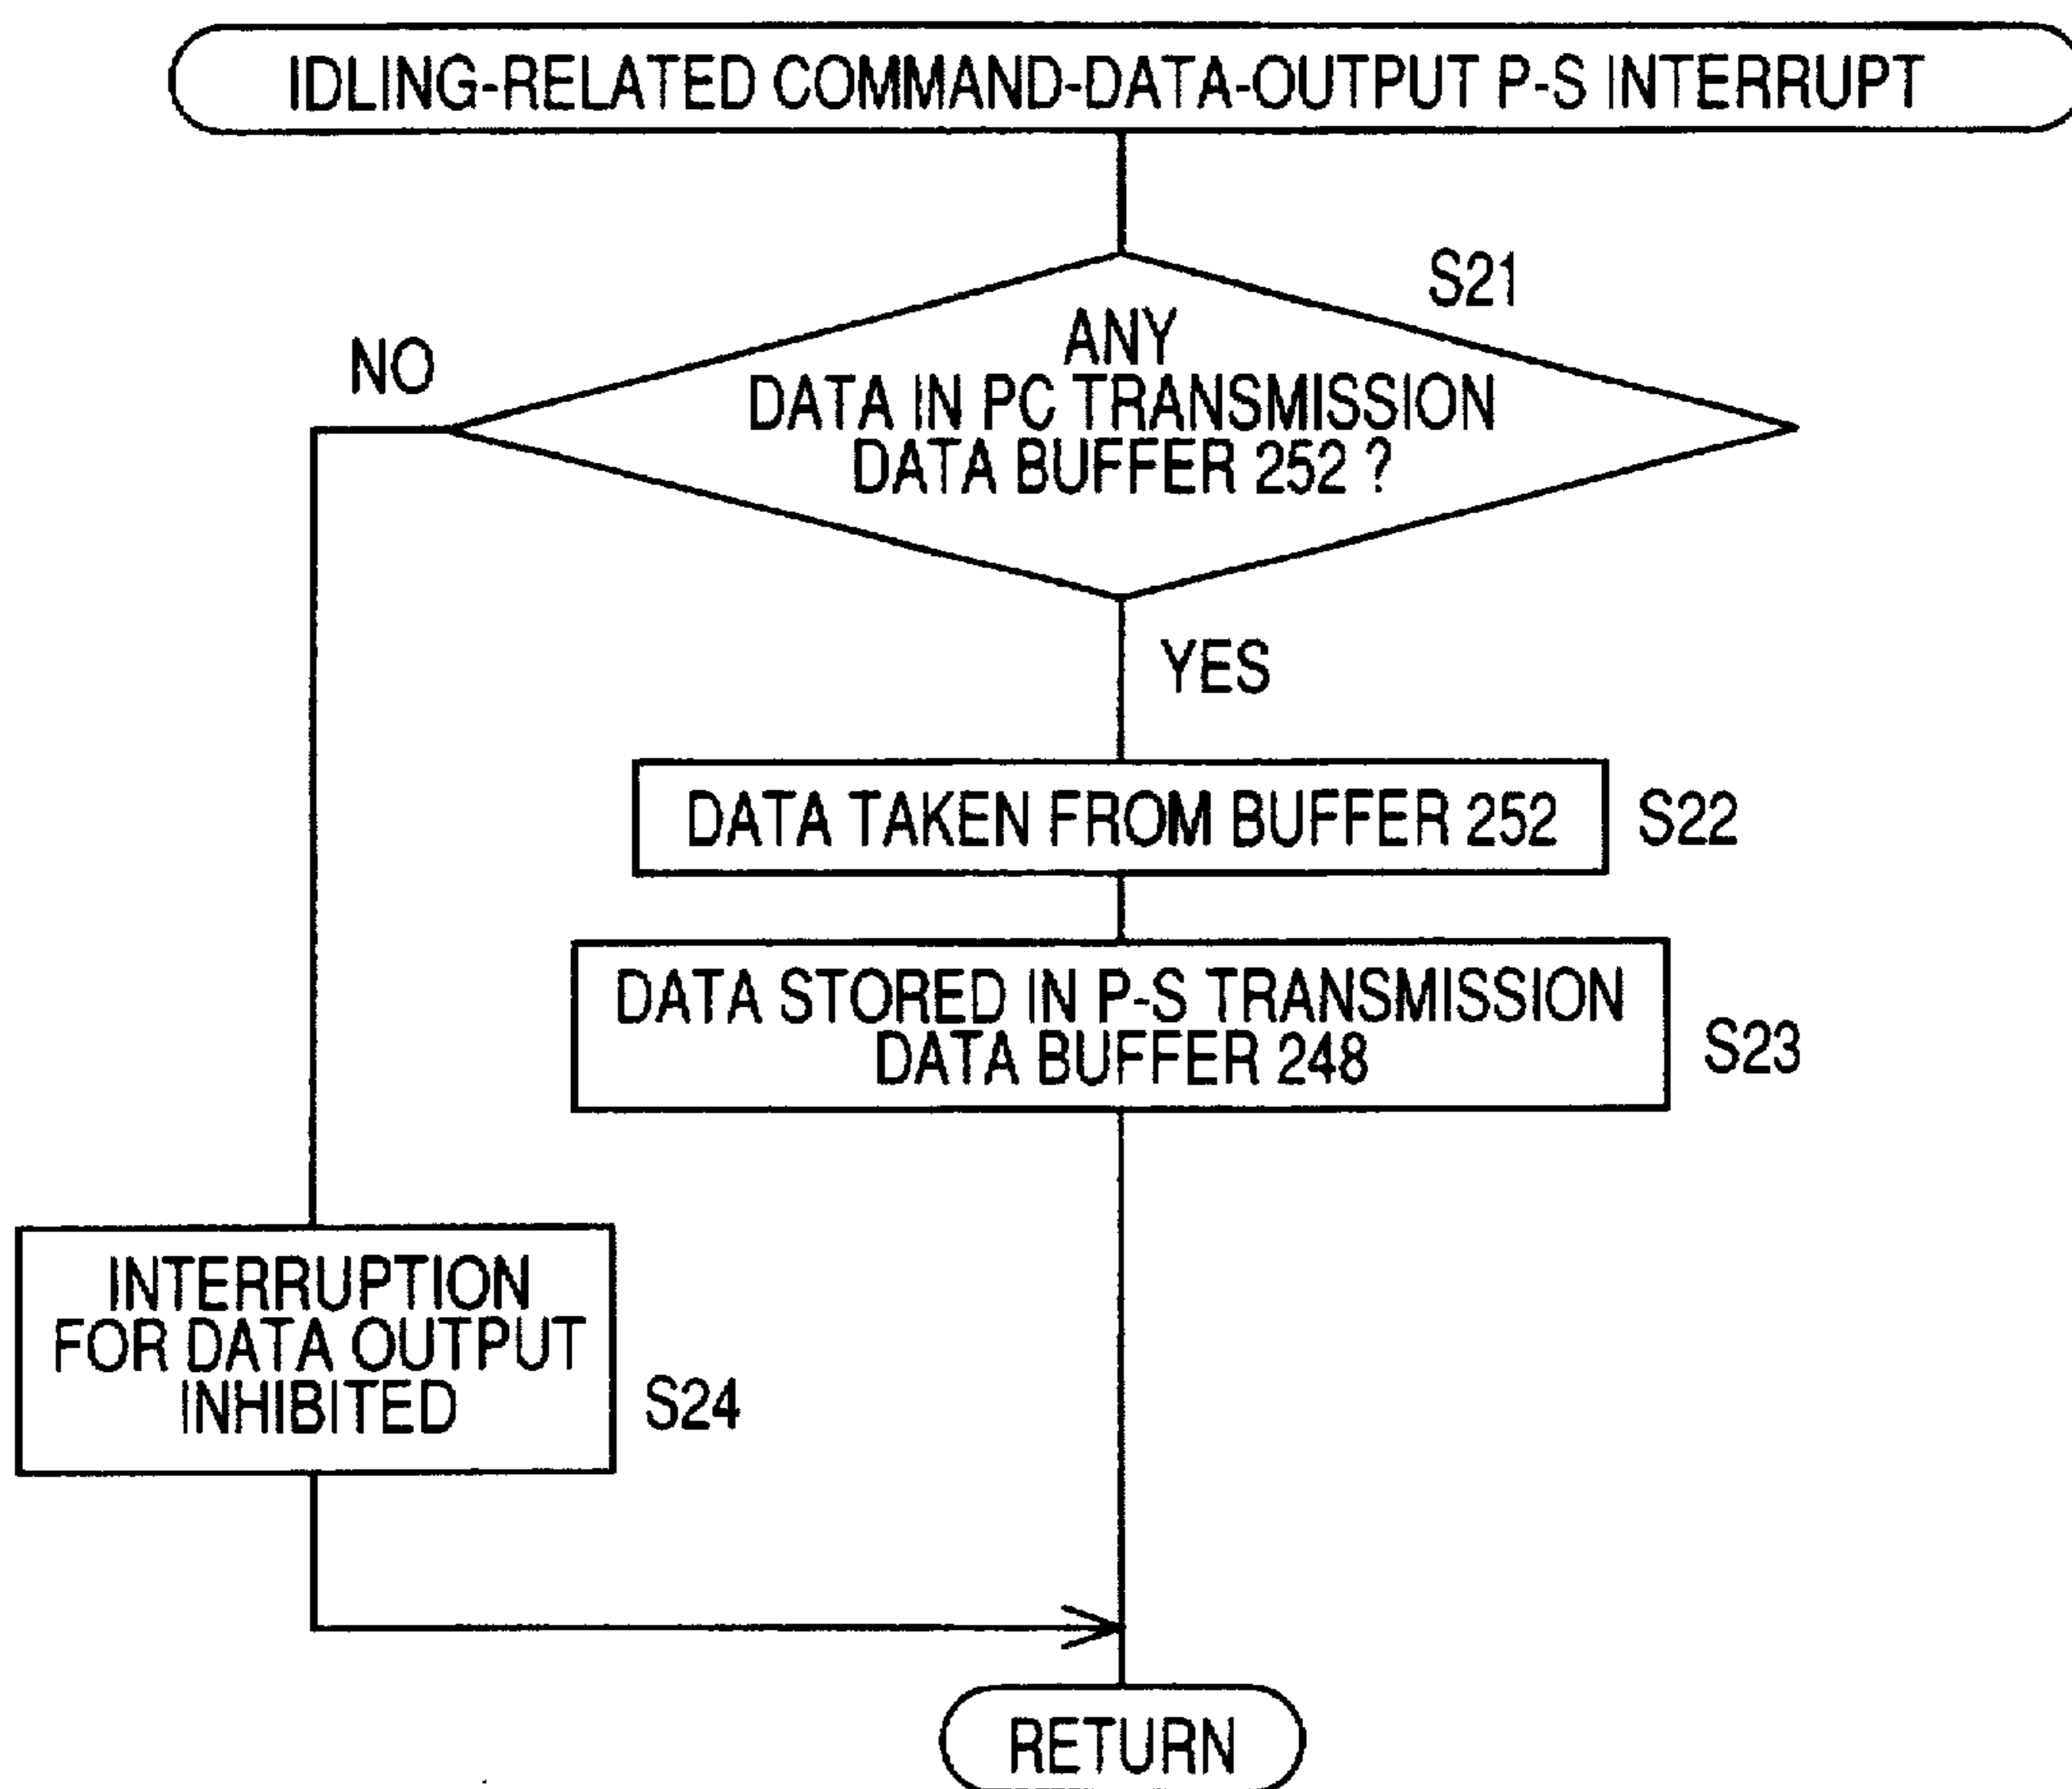 IDLING-RELATED COMMAND-DATA-OUTPUT P-S INTERRUPT
S21
ANY
NO
DATA IN PC TRANSMISSION
DATA BUFFER 252 ?
YES
DATA TAKEN FROM BUFFER 252
S22
DATA STORED IN P-S TRANSMISSION
DATA BUFFER 248
S23
INTERRUPTION
FOR DATA OUTPUT
INHIBITED
S24
RETURN